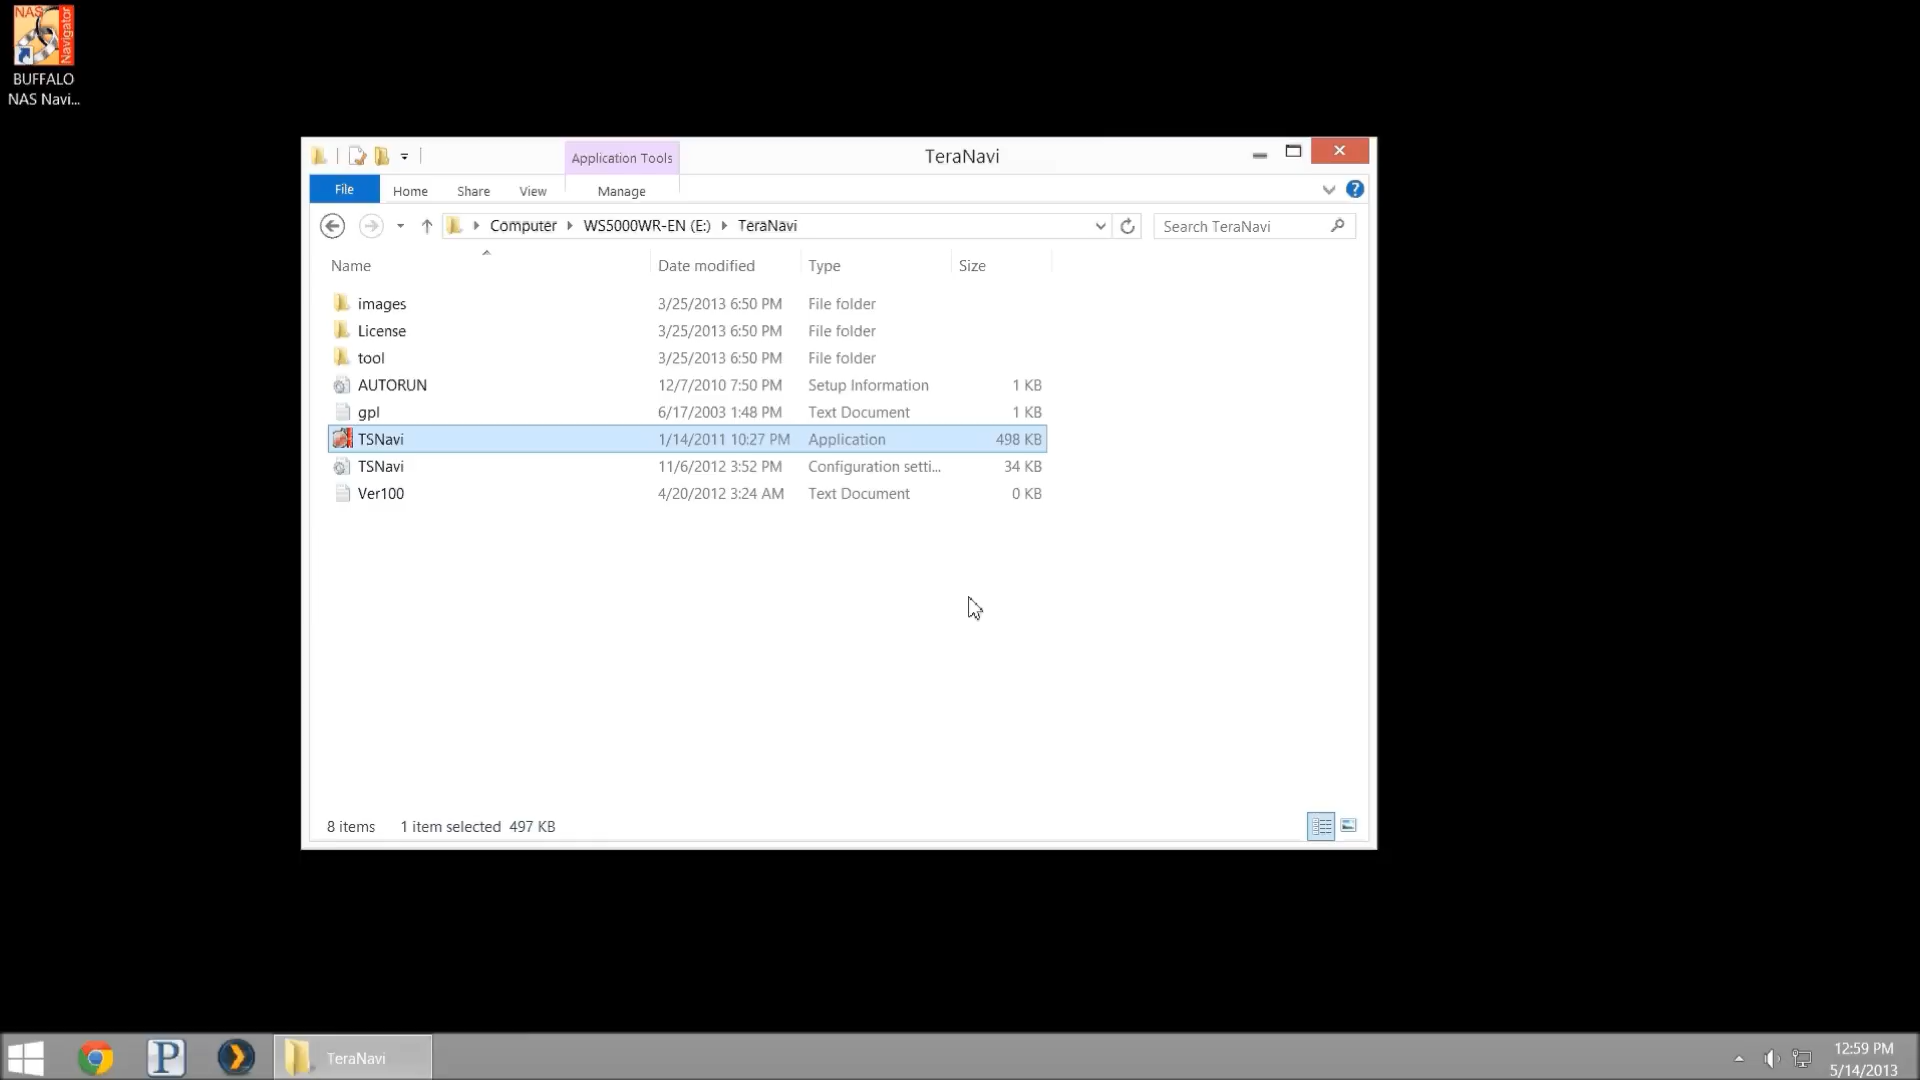 NAS
Navigator
BUFFALO
NAS Navi...
Application Tools
TeraNavi
File
Home
Share
View
Manage
Computer
WS5000WR-EN (E:)
TeraNavi
Search TeraNavi
Name Date modified Type Size
images 3/25/2013 6:50 PM File folder
License 3/25/2013 6:50 PM File folder
tool 3/25/2013 6:50 PM File folder
AUTORUN 12/7/2010 7:50 PM Setup Information 1 KB
gpl 6/17/2003 1:48 PM Text Document 1 KB
TSNavi 1/14/2011 10:27 PM Application 498 KB
TSNavi 11/6/2012 3:52 PM Configuration setti... 34 KB
Ver100 4/20/2012 3:24 AM Text Document 0 KB
8 items 1 item selected 497 KB
P
TeraNavi
12:59 PM
5/14/2013